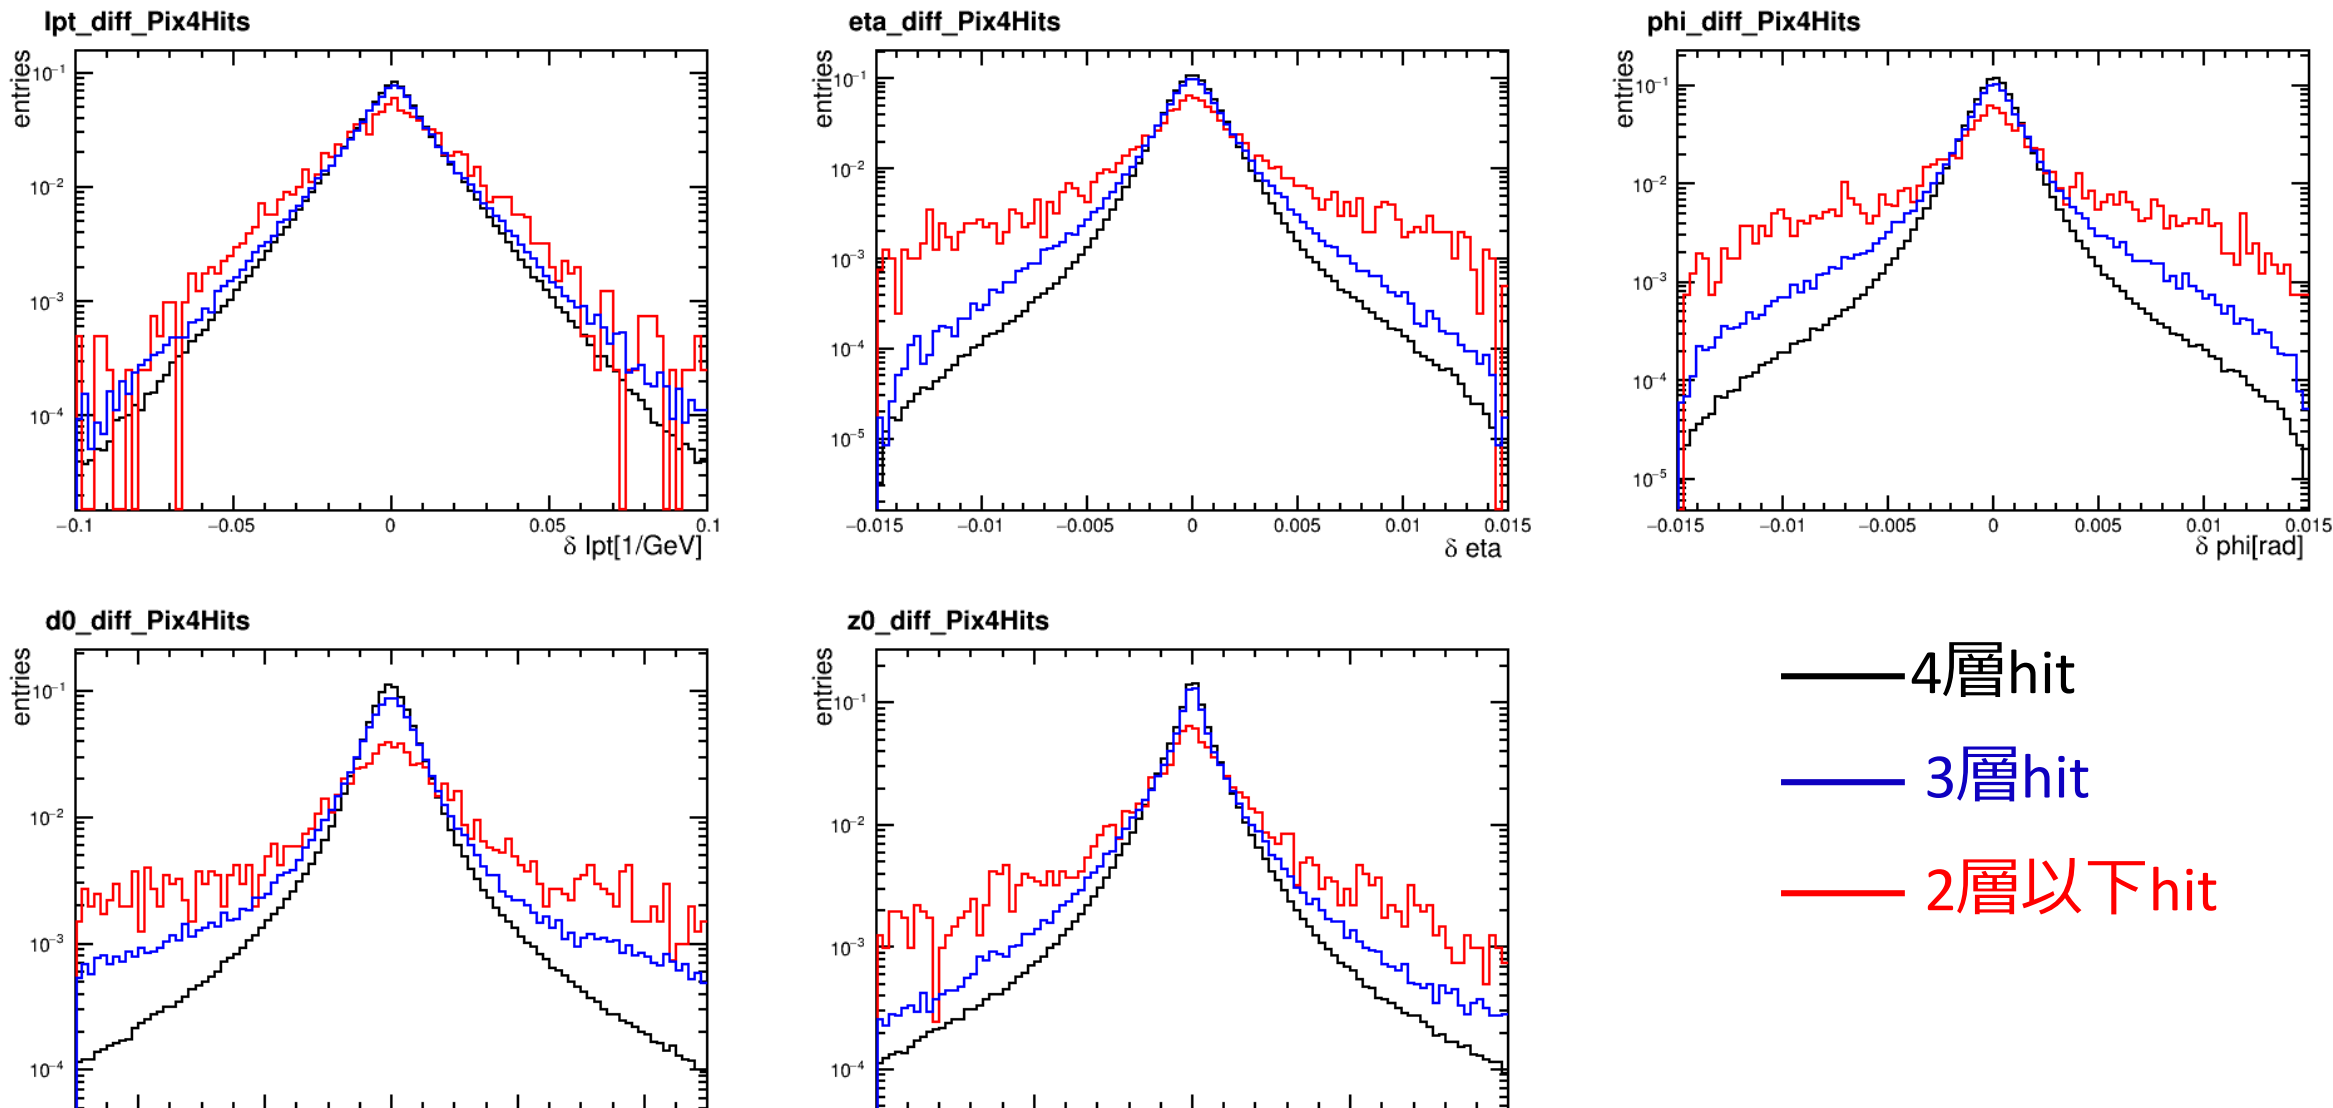 Ipt_diff_Pix4Hits
entries
10⁻¹
10⁻²
10⁻³
10⁻⁴
−0.1 −0.05 0 0.05 0.1
δ Ipt[1/GeV]
eta_diff_Pix4Hits
entries
10⁻¹
10⁻²
10⁻³
10⁻⁴
10⁻⁵
−0.015 −0.01 −0.005 0 0.005 0.01 0.015
δ eta
phi_diff_Pix4Hits
entries
10⁻¹
10⁻²
10⁻³
10⁻⁴
10⁻⁵
−0.015 −0.01 −0.005 0 0.005 0.01 0.015
δ phi[rad]
d0_diff_Pix4Hits
entries
10⁻¹
10⁻²
10⁻³
10⁻⁴
z0_diff_Pix4Hits
entries
10⁻¹
10⁻²
10⁻³
10⁻⁴
4層hit
3層hit
2層以下hit